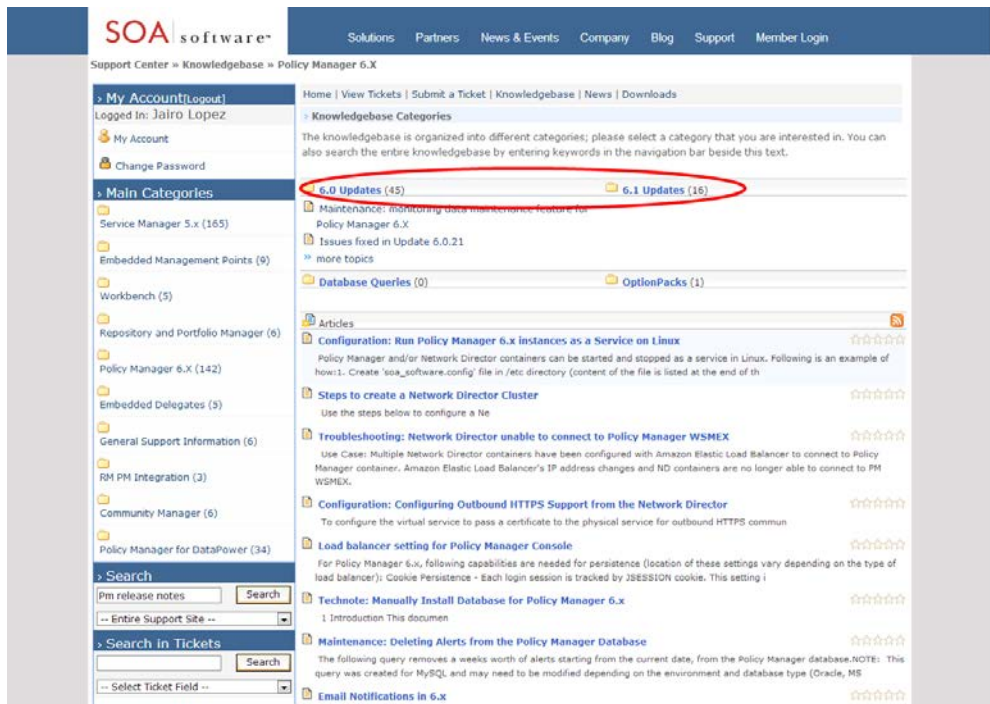 SOA software™
Solutions Partners News & Events Company Blog Support Member Login
Support Center » Knowledgebase » Policy Manager 6.X
› My Account[Logout]
Logged In: Jairo Lopez
My Account
Change Password
› Main Categories
Service Manager 5.x (165)
Embedded Management Points (9)
Workbench (5)
Repository and Portfolio Manager (6)
Policy Manager 6.X (142)
Embedded Delegates (5)
General Support Information (6)
RM PM Integration (3)
Community Manager (6)
Policy Manager for DataPower (34)
› Search
Pm release notes Search
-- Entire Support Site --
› Search in Tickets
Search
-- Select Ticket Field --
Home | View Tickets | Submit a Ticket | Knowledgebase | News | Downloads
› Knowledgebase Categories
The knowledgebase is organized into different categories; please select a category that you are interested in. You can
also search the entire knowledgebase by entering keywords in the navigation bar beside this text.
6.0 Updates (45) 6.1 Updates (16)
Maintenance: monitoring data maintenance feature for
Policy Manager 6.X
Issues fixed in Update 6.0.21
» more topics
Database Queries (0) OptionPacks (1)
Articles
Configuration: Run Policy Manager 6.x instances as a Service on Linux
Policy Manager and/or Network Director containers can be started and stopped as a service in Linux. Following is an example of
how:1. Create 'soa_software.config' file in /etc directory (content of the file is listed at the end of th
Steps to create a Network Director Cluster
Use the steps below to configure a Ne
Troubleshooting: Network Director unable to connect to Policy Manager WSMEX
Use Case: Multiple Network Director containers have been configured with Amazon Elastic Load Balancer to connect to Policy
Manager container. Amazon Elastic Load Balancer's IP address changes and ND containers are no longer able to connect to PM
WSMEX.
Configuration: Configuring Outbound HTTPS Support from the Network Director
To configure the virtual service to pass a certificate to the physical service for outbound HTTPS commun
Load balancer setting for Policy Manager Console
For Policy Manager 6.x, following capabilities are needed for persistence (location of these settings vary depending on the type of
load balancer): Cookie Persistence - Each login session is tracked by JSESSION cookie. This setting i
Technote: Manually Install Database for Policy Manager 6.x
1 Introduction This documen
Maintenance: Deleting Alerts from the Policy Manager Database
The following query removes a weeks worth of alerts starting from the current date, from the Policy Manager database.NOTE: This
query was created for MySQL and may need to be modified depending on the environment and database type (Oracle, MS
Email Notifications in 6.x